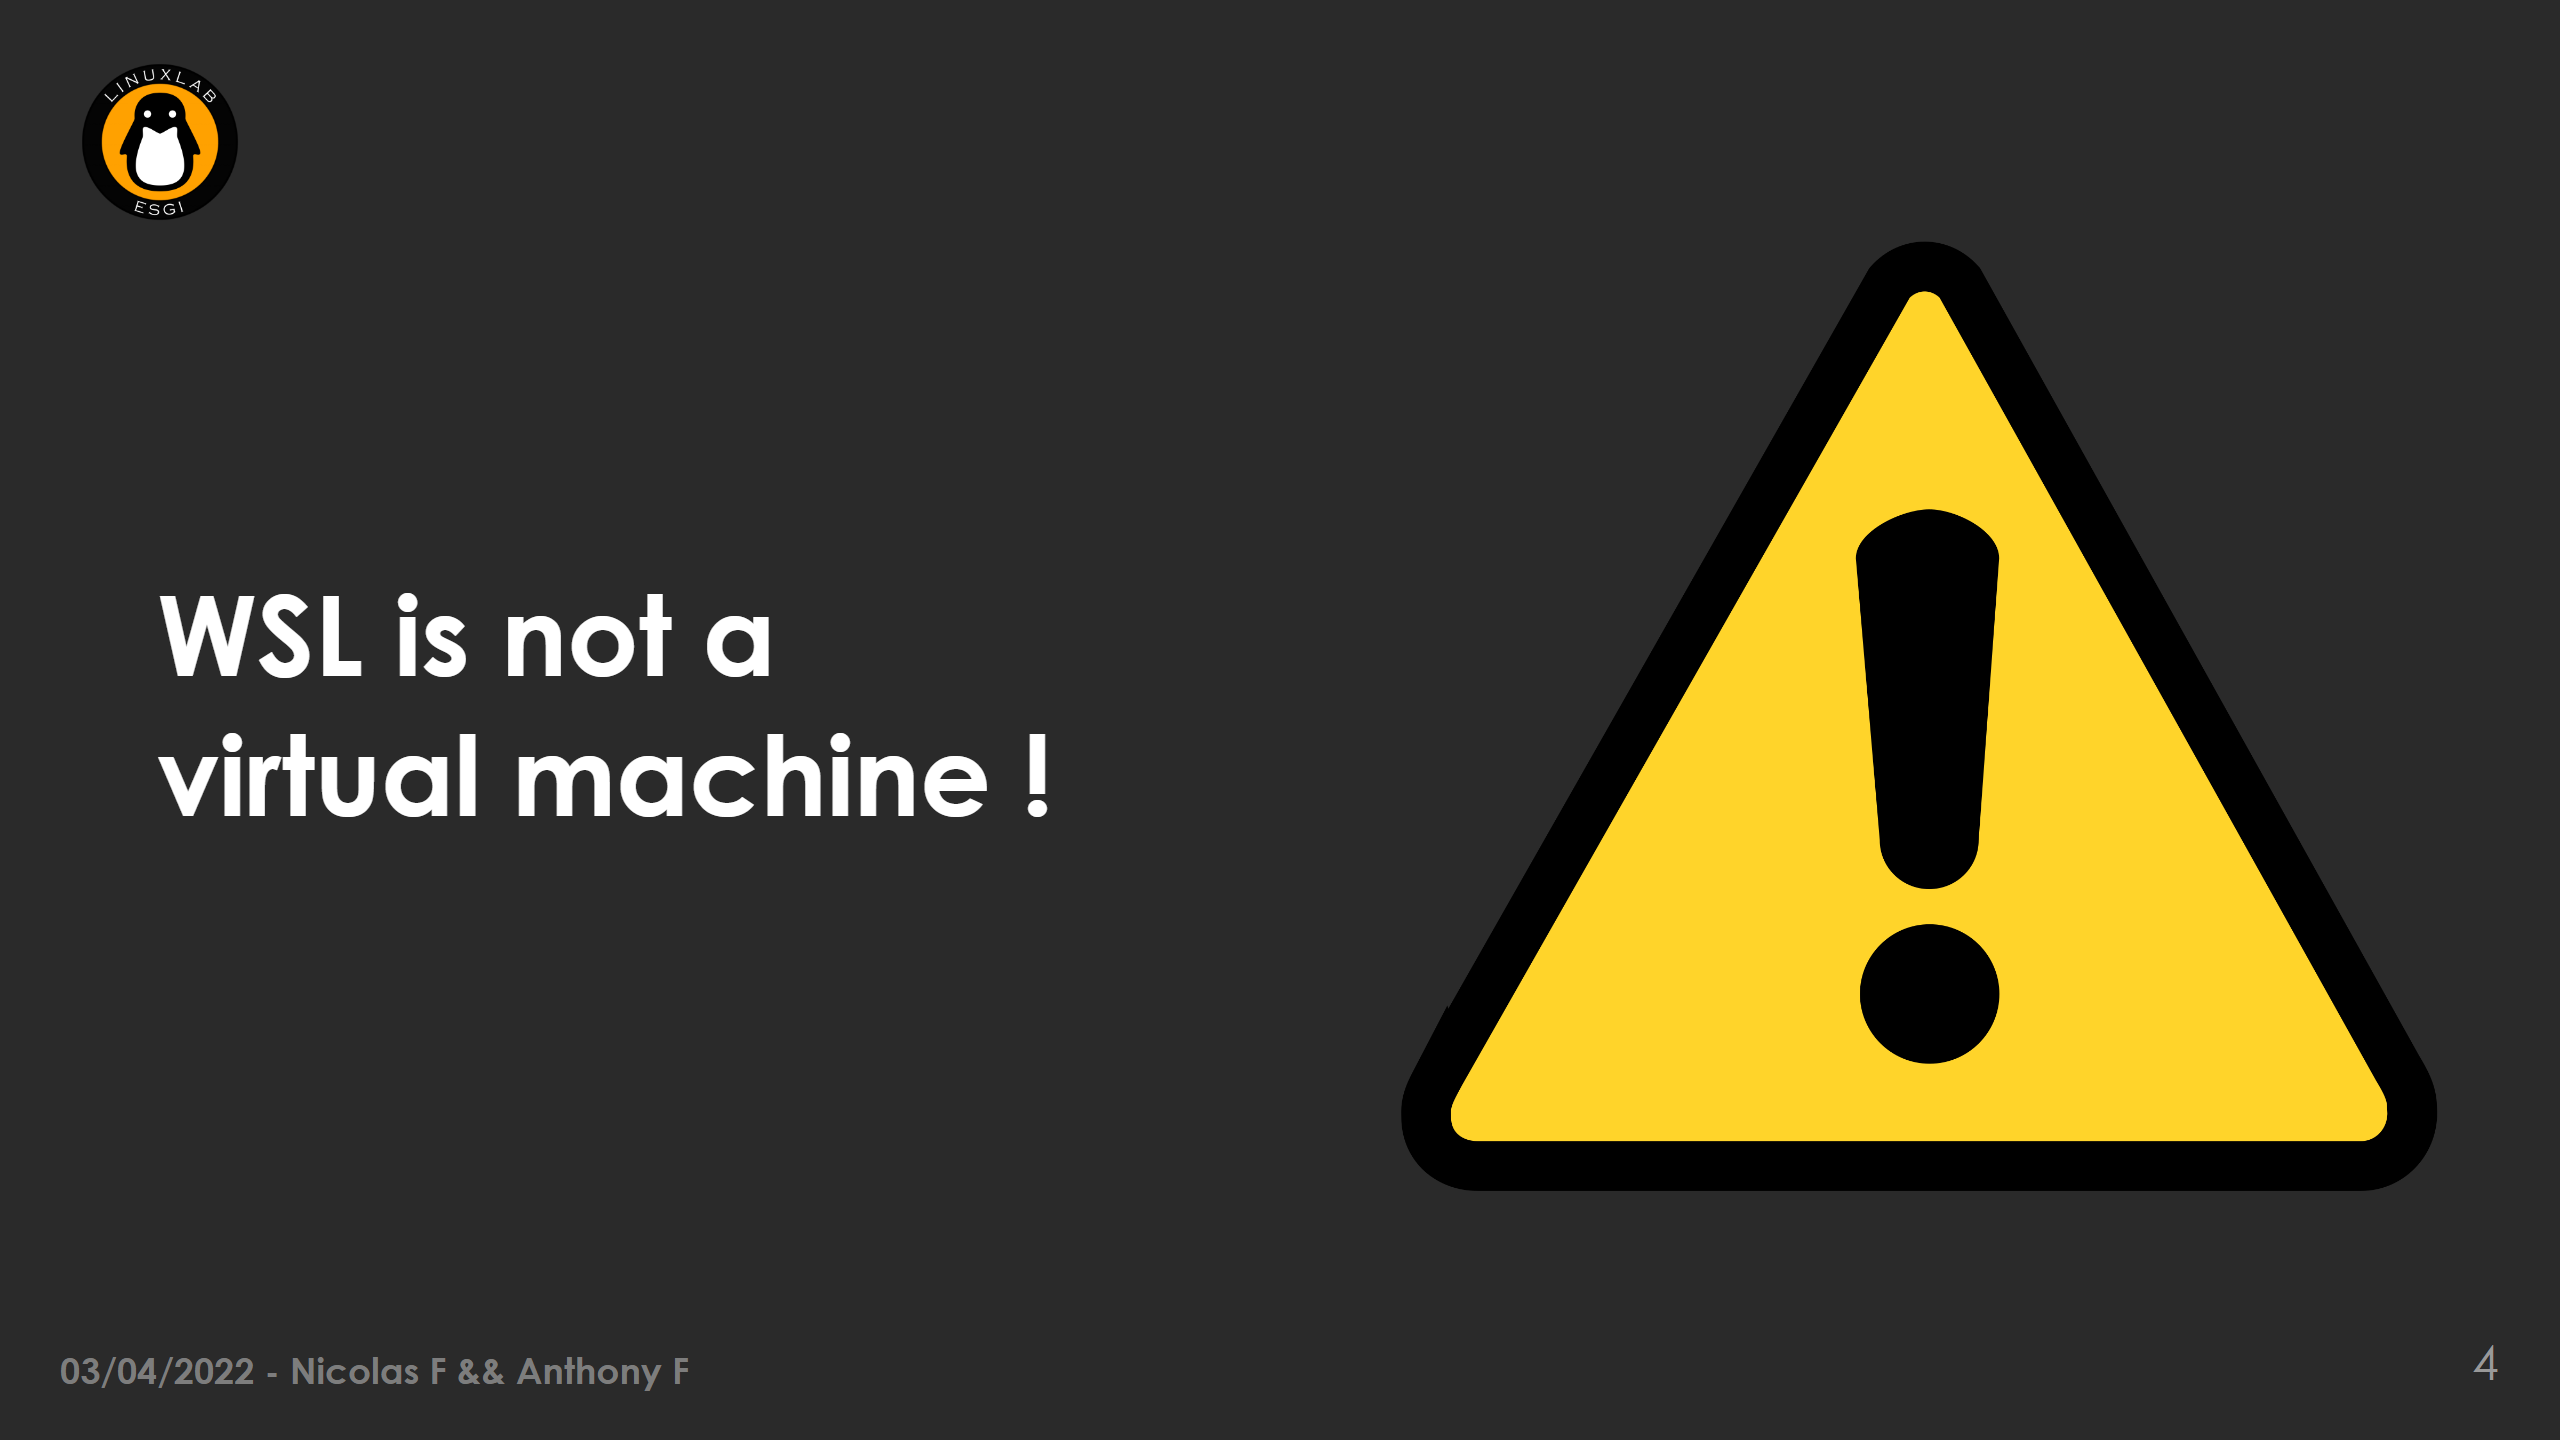 LINUXLAB
ESGI
WSL is not a
virtual machine !
03/04/2022 - Nicolas F && Anthony F
4